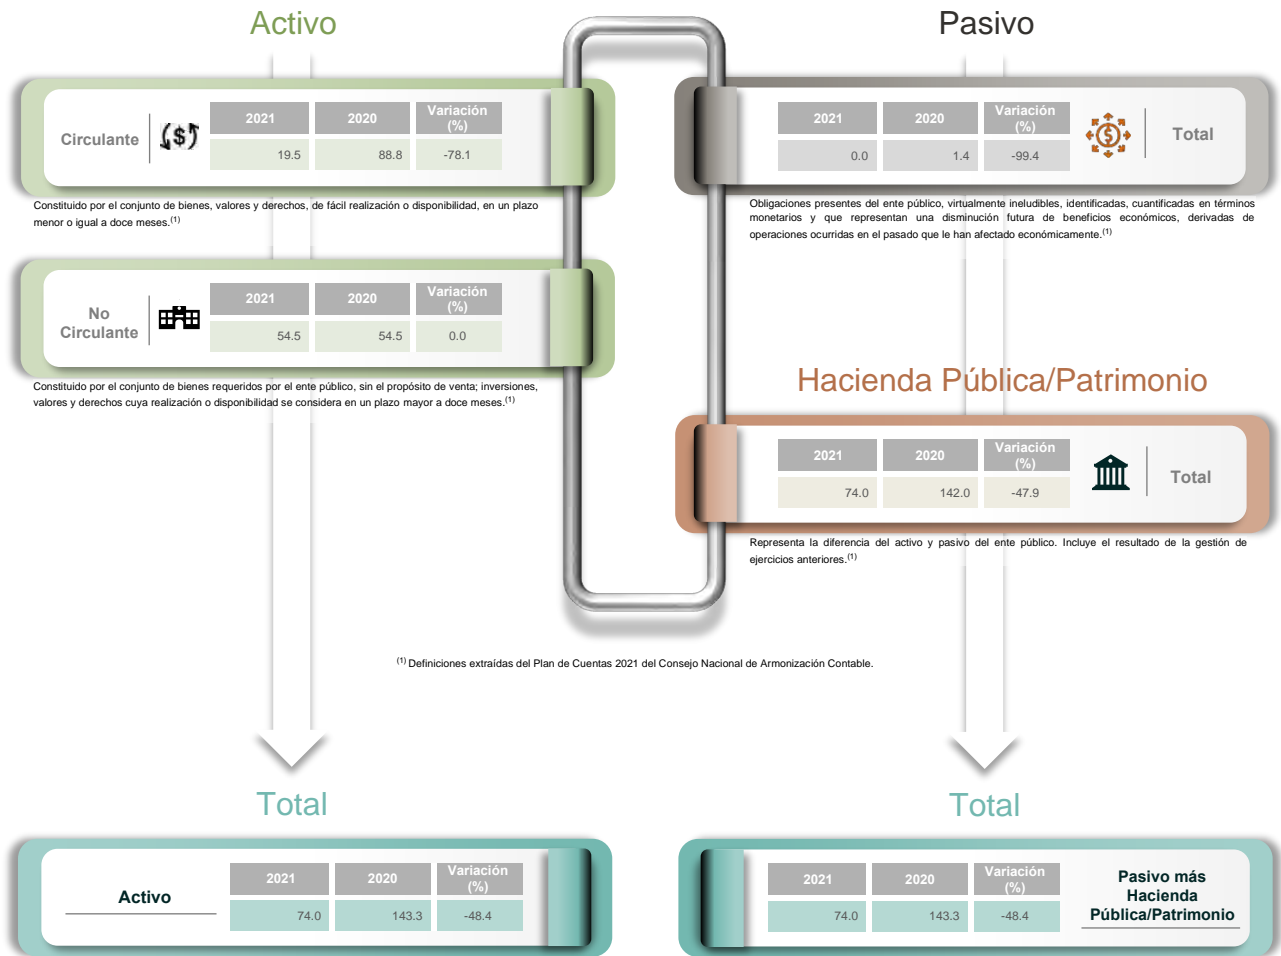 Activo
Circulante
2021 2020 Variación (%)
19.5 88.8 -78.1
Constituido por el conjunto de bienes, valores y derechos, de fácil realización o disponibilidad, en un plazo
menor o igual a doce meses.(1)
No
Circulante
2021 2020 Variación (%)
54.5 54.5 0.0
Constituido por el conjunto de bienes requeridos por el ente público, sin el propósito de venta; inversiones,
valores y derechos cuya realización o disponibilidad se considera en un plazo mayor a doce meses.(1)
Pasivo
2021 2020 Variación (%)
0.0 1.4 -99.4
Total
Obligaciones presentes del ente público, virtualmente ineludibles, identificadas, cuantificadas en términos
monetarios y que representan una disminución futura de beneficios económicos, derivadas de
operaciones ocurridas en el pasado que le han afectado económicamente.(1)
Hacienda Pública/Patrimonio
2021 2020 Variación (%)
74.0 142.0 -47.9
Total
Representa la diferencia del activo y pasivo del ente público. Incluye el resultado de la gestión de
ejercicios anteriores.(1)
(1) Definiciones extraídas del Plan de Cuentas 2021 del Consejo Nacional de Armonización Contable.
Total
Activo
2021 2020 Variación (%)
74.0 143.3 -48.4
Total
2021 2020 Variación (%)
74.0 143.3 -48.4
Pasivo más
Hacienda
Pública/Patrimonio